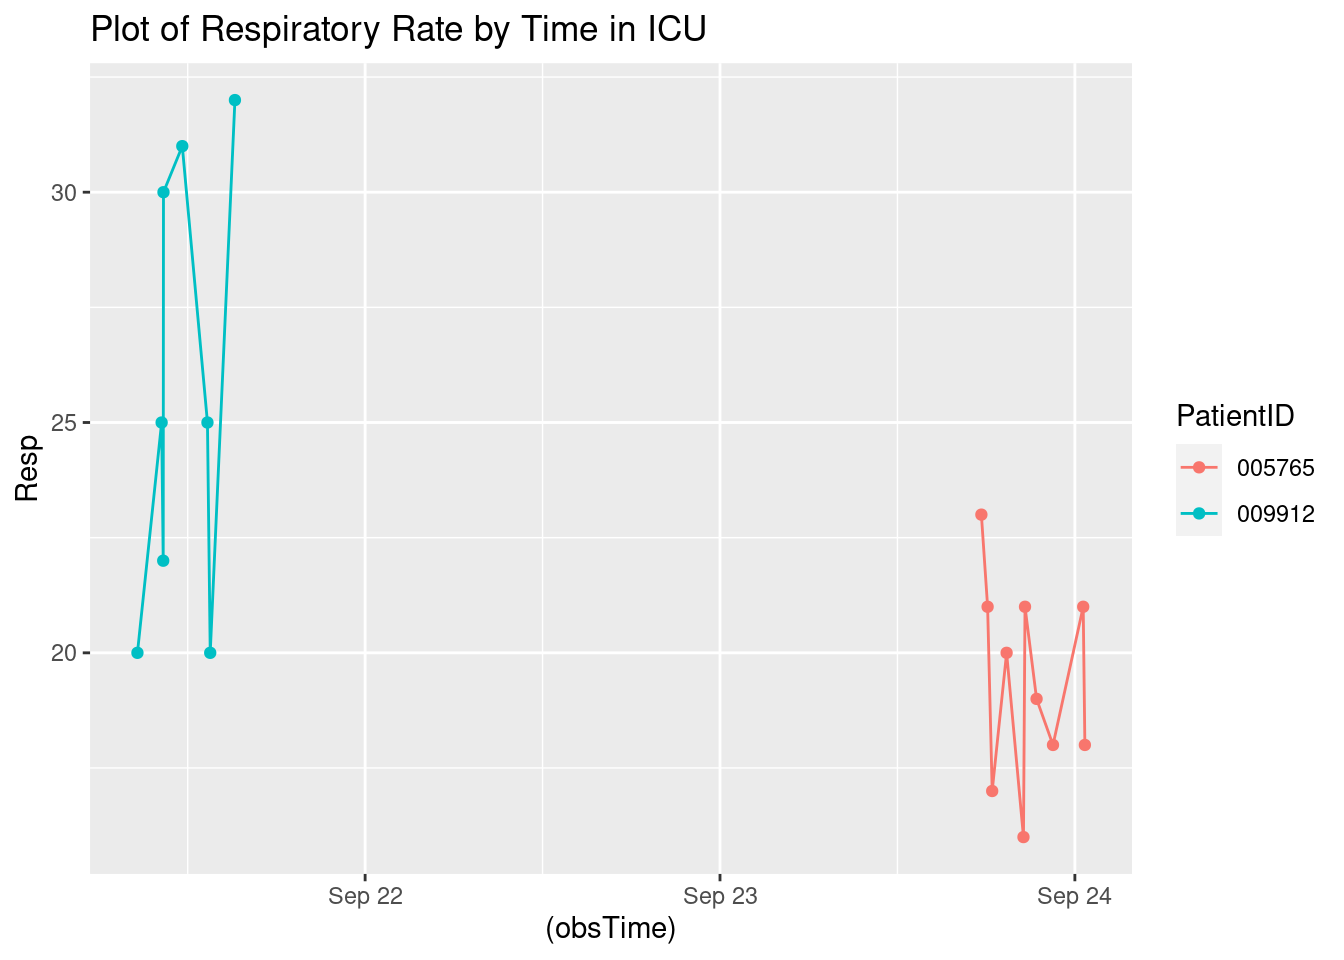 Plot of Respiratory Rate by Time in ICU
30
25
20
Resp
Sep 22
Sep 23
Sep 24
(obsTime)
PatientID
005765
009912